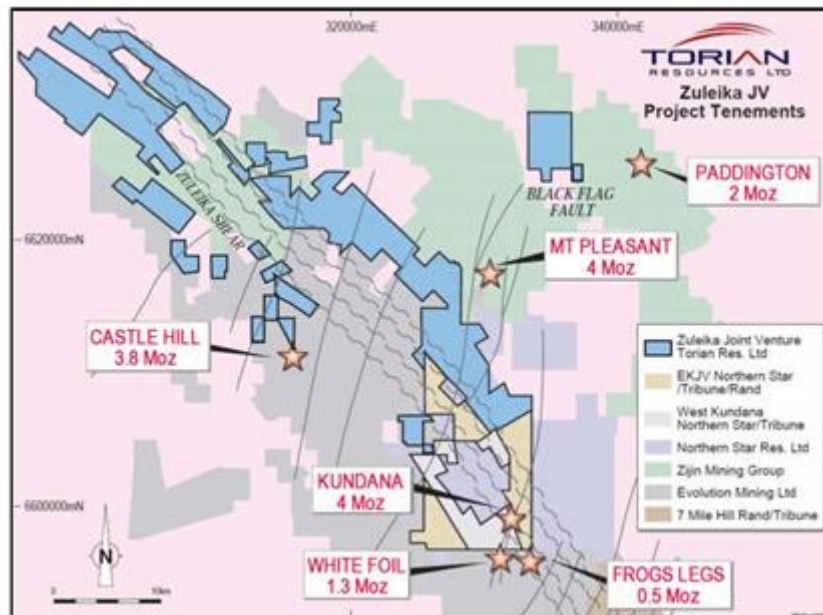 320000mE
340000mE
TORIAN
RESOURCES LTD
Zuleika JV
Project Tenements
PADDINGTON
2 Moz
BLACK FLAG
FAULT
ZULEIKA SHEAR
6620000mN
MT PLEASANT
4 Moz
CASTLE HILL
3.8 Moz
Zuleika Joint Venture
Torian Res. Ltd
EKJV Northern Star
/Tribune/Rand
West Kundana
Northern Star/Tribune
Northern Star Res. Ltd
Zijin Mining Group
Evolution Mining Ltd
7 Mile Hill Rand/Tribune
KUNDANA
4 Moz
6600000mN
N
WHITE FOIL
1.3 Moz
FROGS LEGS
0.5 Moz
0
10km